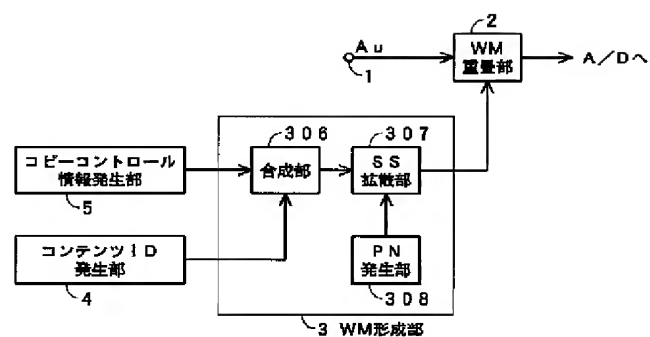 2
Au
WM
重畳部
A/Dへ
1
306
307
コピーコントロール
情報発生部
合成部
SS
拡散部
5
コンテンツID
発生部
PN
発生部
4
308
3 WM形成部